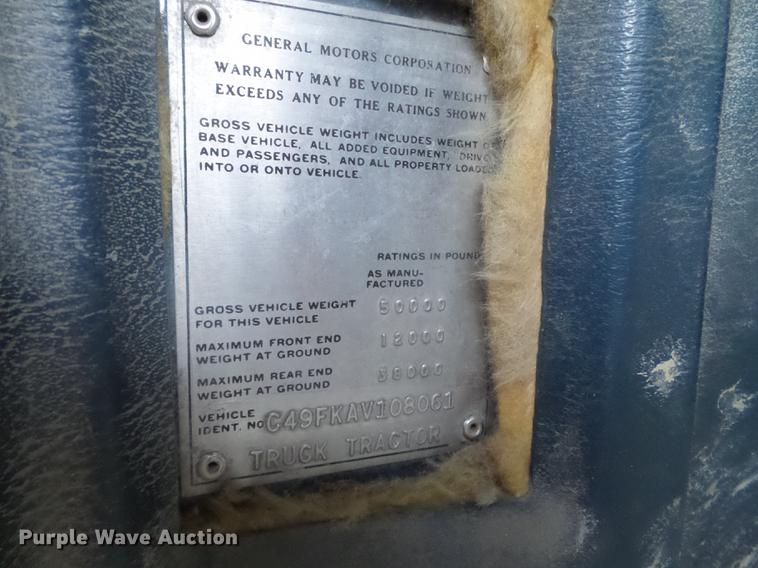 GENERAL MOTORS CORPORATION
WARRANTY MAY BE VOIDED IF WEIGHT
EXCEEDS ANY OF THE RATINGS SHOWN
GROSS VEHICLE WEIGHT INCLUDES WEIGHT
BASE VEHICLE, ALL ADDED EQUIPMENT, DRIVE
AND PASSENGERS, AND ALL PROPERTY LOADE
INTO OR ONTO VEHICLE.
RATINGS IN POUND
AS MANU-
FACTURED
GROSS VEHICLE WEIGHT
FOR THIS VEHICLE 50000
MAXIMUM FRONT END
WEIGHT AT GROUND 12000
MAXIMUM REAR END
WEIGHT AT GROUND 38000
VEHICLE
IDENT. NO C49FKAV108061
TRUCK TRACTOR
Purple Wave Auction